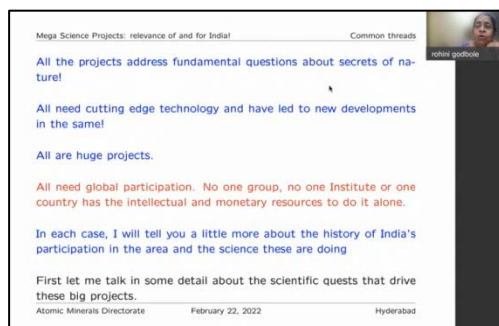 Mega Science Projects: relevance of and for India! Common threads
rohini godbole
All the projects address fundamental questions about secrets of na-
ture!
All need cutting edge technology and have led to new developments
in the same!
All are huge projects.
All need global participation. No one group, no one Institute or one
country has the intellectual and monetary resources to do it alone.
In each case, I will tell you a little more about the history of India's
participation in the area and the science these are doing
First let me talk in some detail about the scientific quests that drive
these big projects.
Atomic Minerals Directorate February 22, 2022 Hyderabad